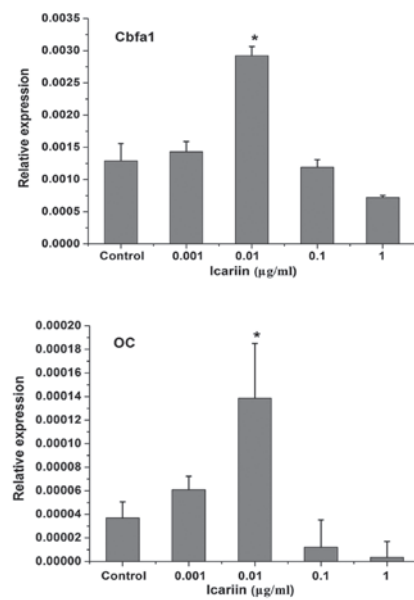 Cbfa1
Relative expression
0.0035
0.0030
0.0025
0.0020
0.0015
0.0010
0.0005
0.0000
*
Control 0.001 0.01 0.1 1
Icariin (µg/ml)
OC
Relative expression
0.00020
0.00018
0.00016
0.00014
0.00012
0.00010
0.00008
0.00006
0.00004
0.00002
0.00000
*
Control 0.001 0.01 0.1 1
Icariin (µg/ml)